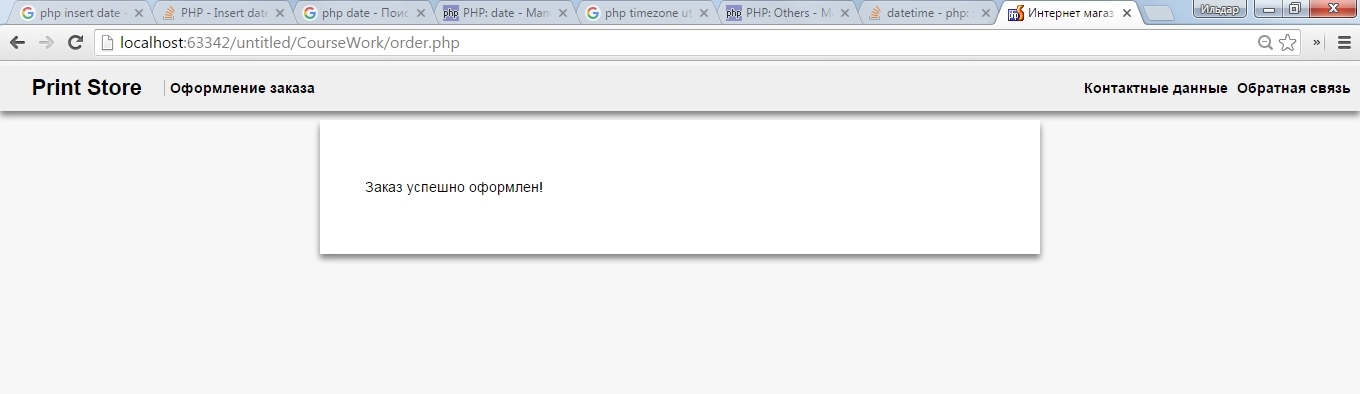 php insert date -
PHP - Insert date
php date - Поис
PHP: date - Man
php timezone ut
PHP: Others - M
datetime - php:
Интернет магаз
Ильдар
localhost:63342/untitled/CourseWork/order.php
»
Print Store
Оформление заказа
Контактные данные
Обратная связь
Заказ успешно оформлен!